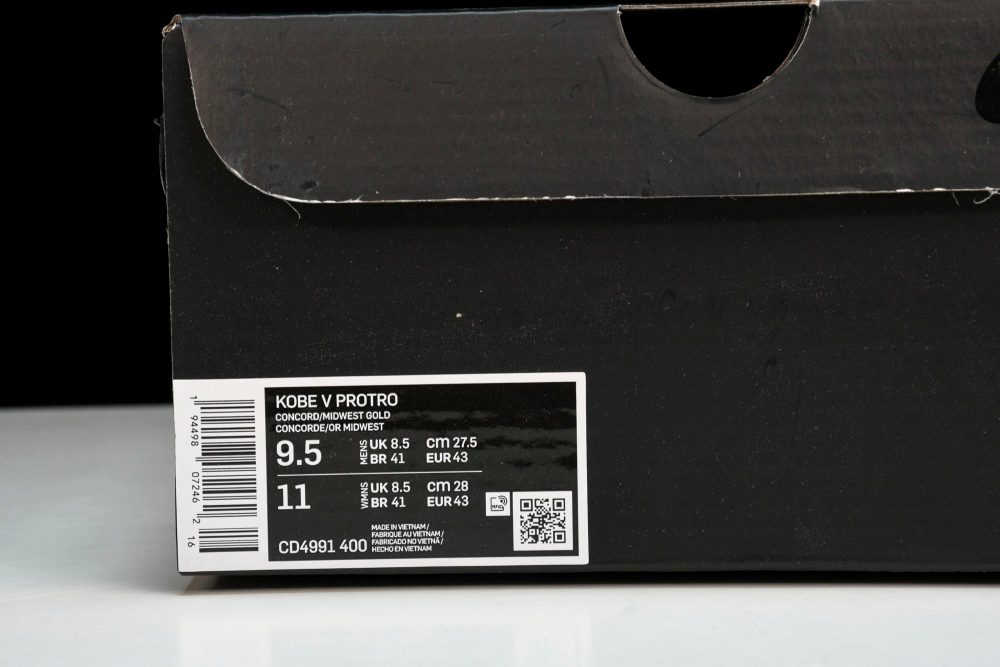 KOBE V PROTRO
CONCORD/MIDWEST GOLD
CONCORDE/OR MIDWEST
9.5 MENS UK 8.5 cm 27.5
BR 41 EUR 43
11 WMNS UK 8.5 cm 28
BR 41 EUR 43
RFID
MADE IN VIETNAM /
FABRIQUE AU VIETNAM /
FABRICADO NO VIETNÃ /
HECHO EN VIETNAM
CD4991 400
1 94498 07246 2 16